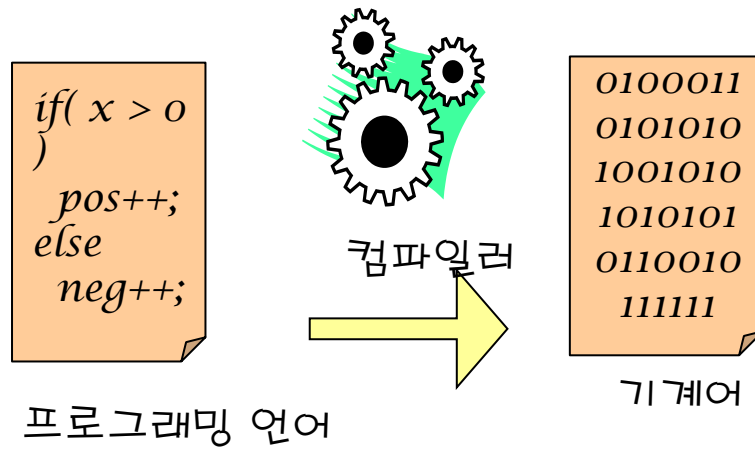 if( x > 0
)
pos++;
else
neg++;
프로그래밍 언어
컴파일러
0100011
0101010
1001010
1010101
0110010
111111
기계어